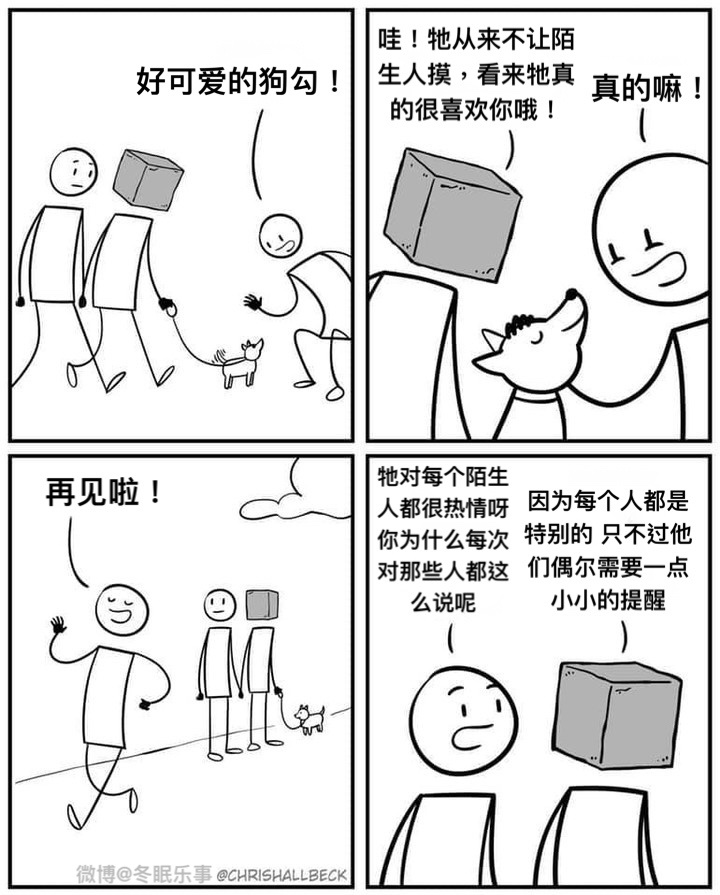 好可爱的狗勾！
哇！牠从来不让陌
生人摸，看来牠真
的很喜欢你哦！
真的嘛！
再见啦！
牠对每个陌生
人都很热情呀
你为什么每次
对那些人都这
么说呢
因为每个人都是
特别的 只不过他
们偶尔需要一点
小小的提醒
微博@冬眠乐事 @CHRISHALLBECK